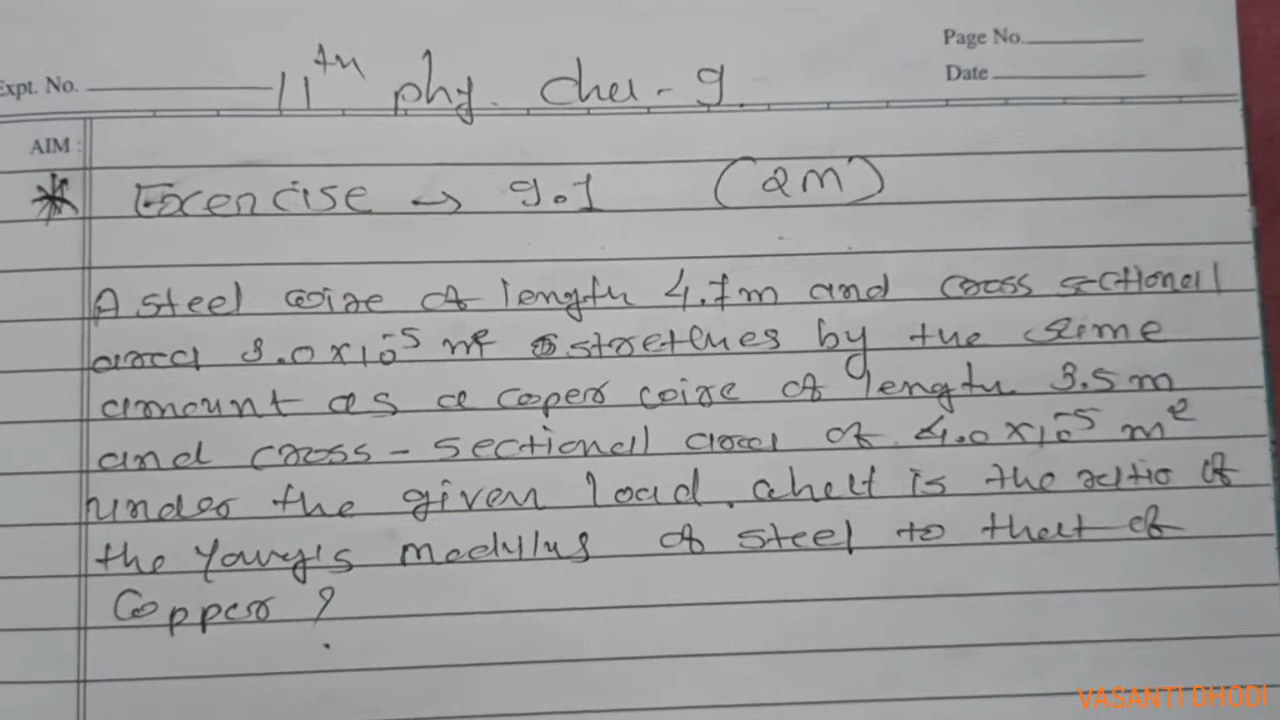 Expt. No.
Page No.
Date
11th phy. Cher - 9.
AIM :
* Exercise → 9.1 (2m)
A steel wire of length 4.7m and cross sectional
area 3.0 x 10-5 m2 stretches by the same
amount as a coper wire of length 3.5 m
and cross - sectional area of 4.0 x 10-5 m2
under the given load. what is the ratio of
the Young's modulus of steel to that of
Copper ?
VASANTI DHODI